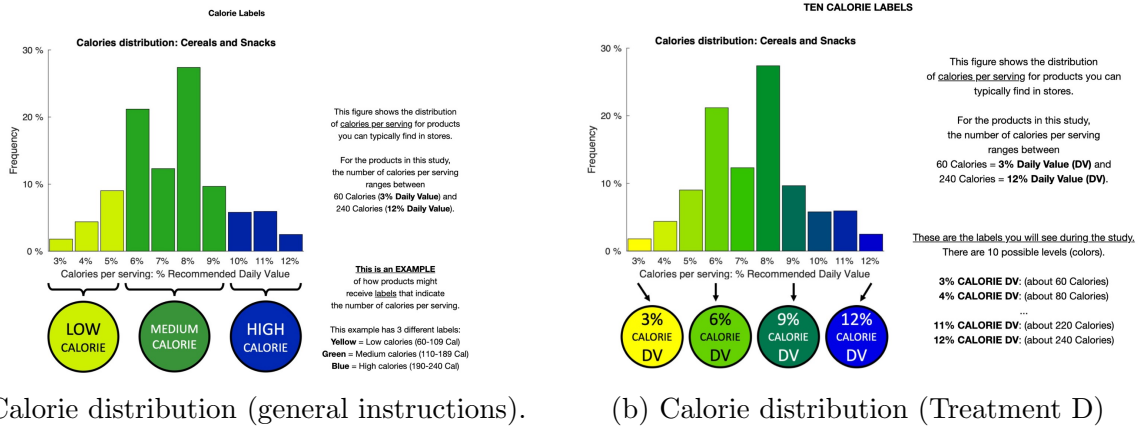 Calorie Labels
Calories distribution: Cereals and Snacks
30 %
20 %
10 %
0 %
Frequency
3% 4% 5% 6% 7% 8% 9% 10% 11% 12%
Calories per serving: % Recommended Daily Value
LOW
CALORIE
MEDIUM
CALORIE
HIGH
CALORIE
This figure shows the distribution
of calories per serving for products
you can typically find in stores.
For the products in this study,
the number of calories per serving
ranges between
60 Calories (3% Daily Value) and
240 Calories (12% Daily Value).
This is an EXAMPLE
of how products might
receive labels that indicate
the number of calories per serving.
This example has 3 different labels:
Yellow = Low calories (60-109 Cal)
Green = Medium calories (110-189 Cal)
Blue = High calories (190-240 Cal)
Calorie distribution (general instructions).
TEN CALORIE LABELS
Calories distribution: Cereals and Snacks
30 %
20 %
10 %
0 %
Frequency
3% 4% 5% 6% 7% 8% 9% 10% 11% 12%
Calories per serving: % Recommended Daily Value
3%
CALORIE
DV
6%
CALORIE
DV
9%
CALORIE
DV
12%
CALORIE
DV
This figure shows the distribution
of calories per serving for products you can
typically find in stores.
For the products in this study,
the number of calories per serving
ranges between
60 Calories = 3% Daily Value (DV) and
240 Calories = 12% Daily Value (DV).
These are the labels you will see during the study.
There are 10 possible levels (colors).
3% CALORIE DV: (about 60 Calories)
4% CALORIE DV: (about 80 Calories)
...
11% CALORIE DV: (about 220 Calories)
12% CALORIE DV: (about 240 Calories)
(b) Calorie distribution (Treatment D)